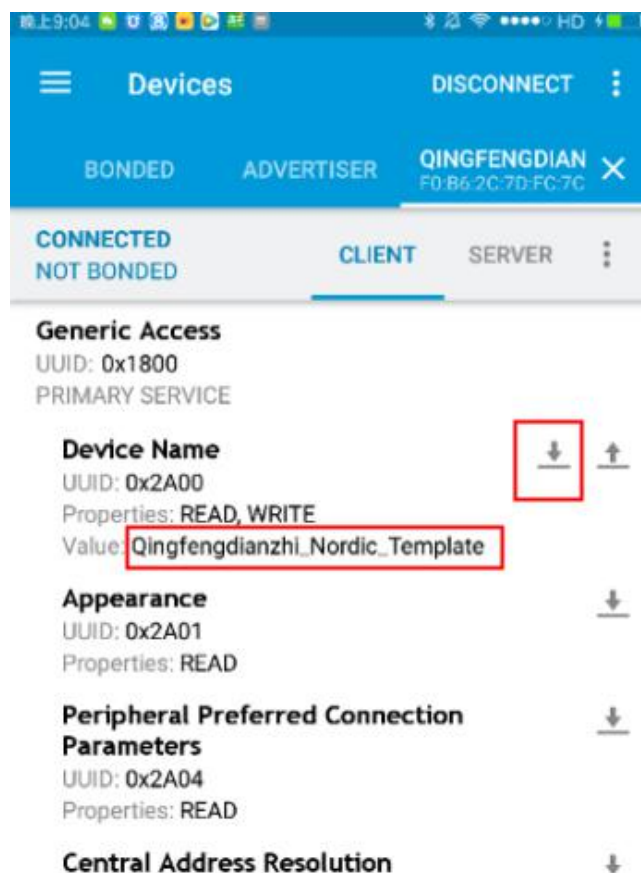 晚上9:04 HD
Devices DISCONNECT
BONDED ADVERTISER QINGFENGDIAN
F0:B6:2C:7D:FC:7C
CONNECTED
NOT BONDED
CLIENT SERVER
Generic Access
UUID: 0x1800
PRIMARY SERVICE
Device Name
UUID: 0x2A00
Properties: READ, WRITE
Value: Qingfengdianzhi_Nordic_Template
Appearance
UUID: 0x2A01
Properties: READ
Peripheral Preferred Connection
Parameters
UUID: 0x2A04
Properties: READ
Central Address Resolution